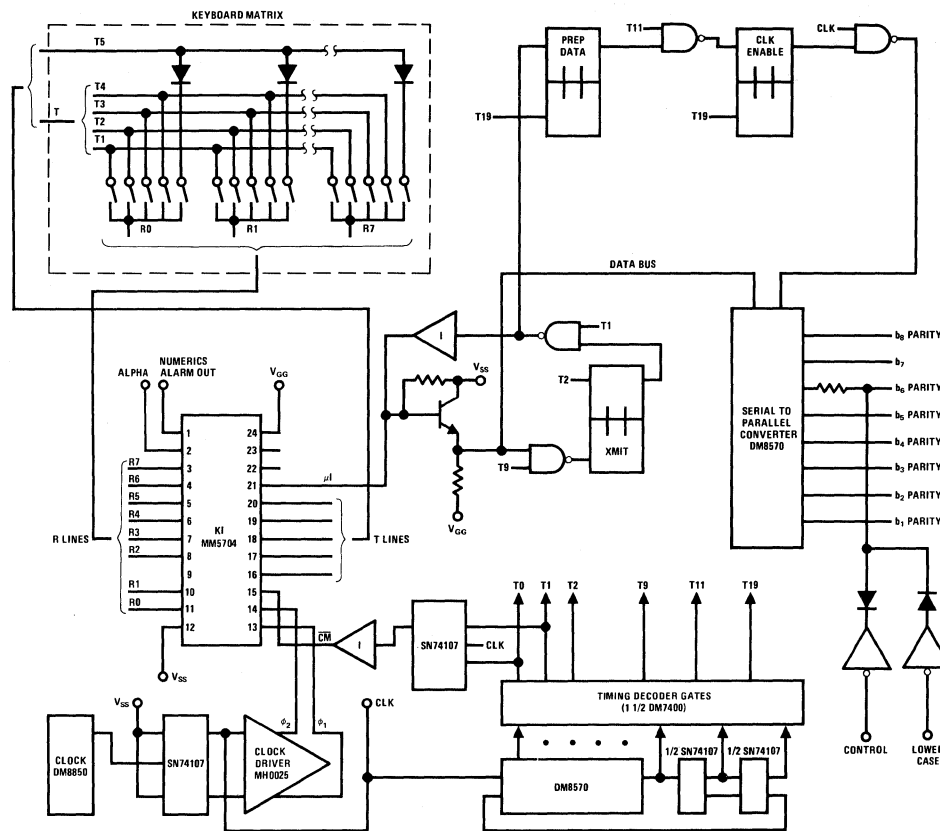 KEYBOARD MATRIX
T5
T4
T
T3
T2
T1
R0
R1
R7
T11
PREP
DATA
CLK
ENABLE
CLK
T19
T19
DATA BUS
I
T1
T2
XMIT
VSS
T9
VGG
SERIAL TO
PARALLEL
CONVERTER
DM8570
b8 PARITY
b7
b6 PARITY
b5 PARITY
b4 PARITY
b3 PARITY
b2 PARITY
b1 PARITY
NUMERICS
ALPHA
ALARM OUT
VGG
1
24
2
23
R7
3
22
R6
4
21
μI
R5
5
20
R4
6
19
R LINES
R3
7
KI
MM5704
18
T LINES
R2
8
17
9
16
R1
10
15
R0
11
14
12
13
VSS
CM
I
SN74107
CLK
T0
T1
T2
T9
T11
T19
TIMING DECODER GATES
(1 1/2 DM7400)
VSS
CLK
ϕ2
ϕ1
CLOCK
DM8850
SN74107
CLOCK
DRIVER
MH0025
DM8570
1/2 SN74107
1/2 SN74107
CONTROL
LOWER
CASE